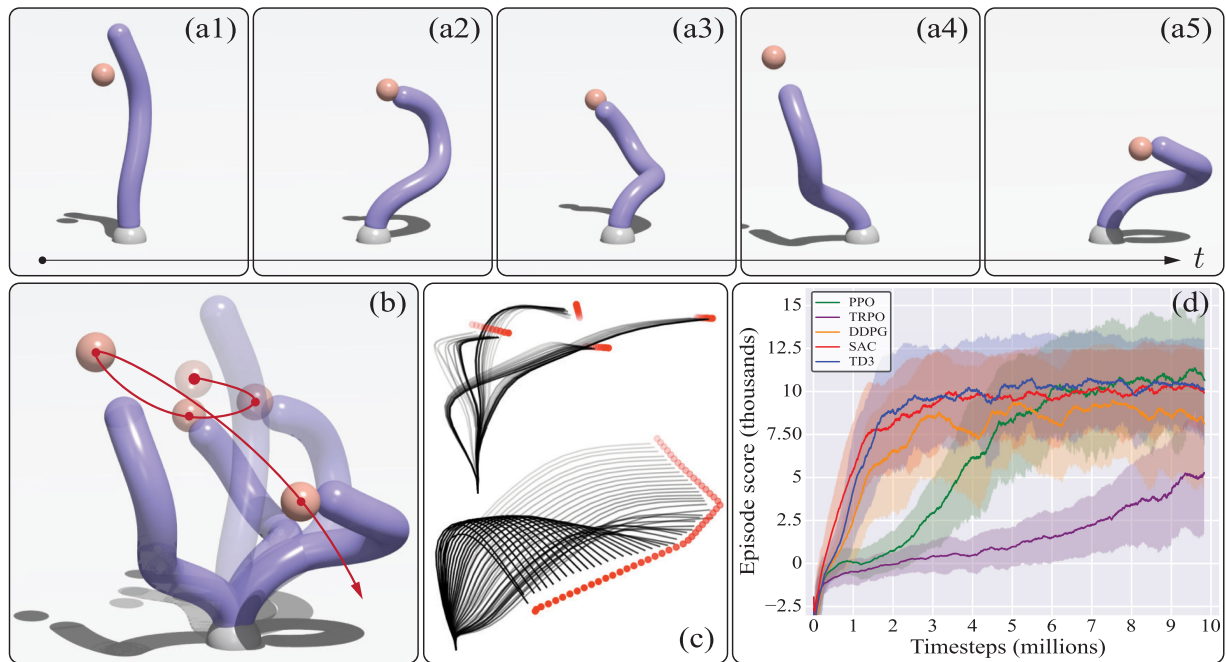 (a1)
(a2)
(a3)
(a4)
(a5)
t
(b)
(c)
(d)
PPO
TRPO
DDPG
SAC
TD3
Episode score (thousands)
15
12.5
10
7.50
5
2.5
0
−2.5
0 1 2 3 4 5 6 7 8 9 10
Timesteps (millions)